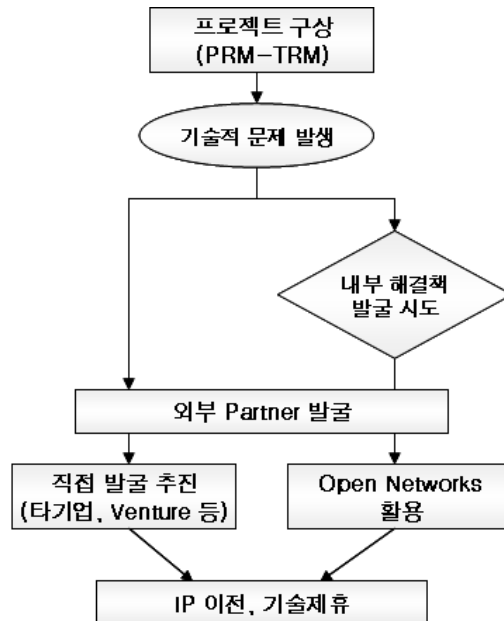 프로젝트 구상
(PRM-TRM)
기술적 문제 발생
내부 해결책
발굴 시도
외부 Partner 발굴
직접 발굴 추진
(타기업, Venture 등)
Open Networks
활용
IP 이전, 기술제휴